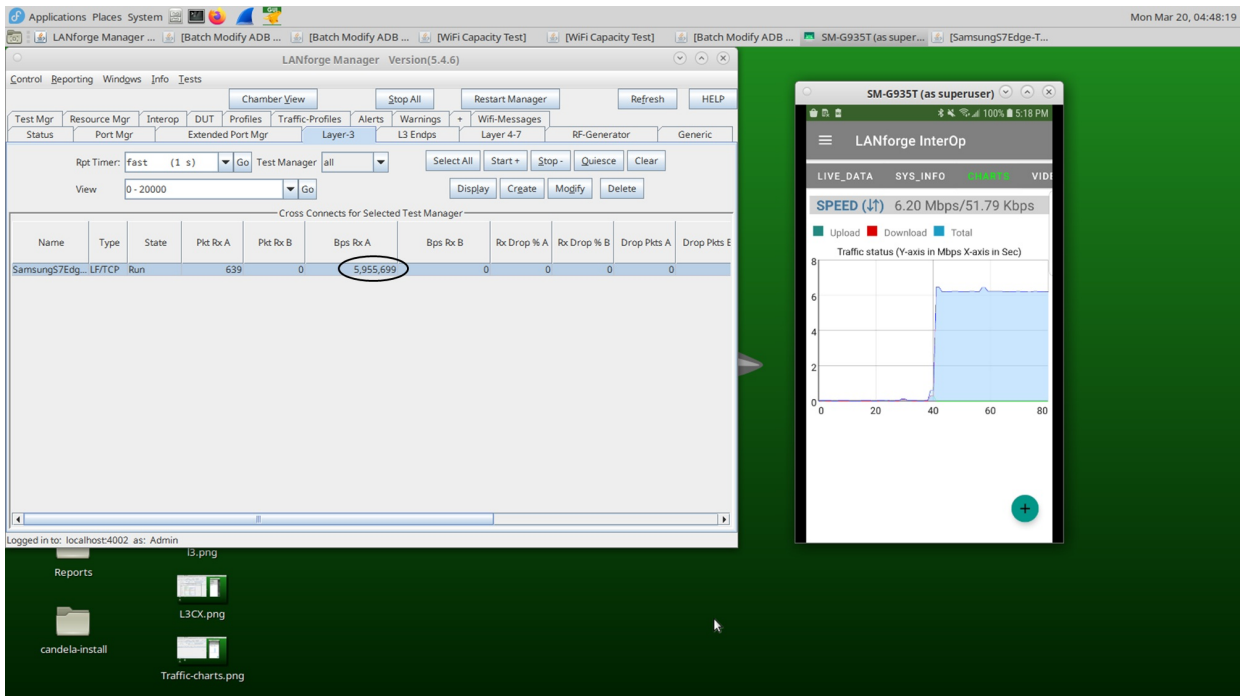 Applications Places System
Mon Mar 20, 04:48:19
LANforge Manager ... [Batch Modify ADB ... [Batch Modify ADB ... [WiFi Capacity Test] [WiFi Capacity Test] [Batch Modify ADB ... SM-G935T (as super... [SamsungS7Edge-T...
LANforge Manager Version(5.4.6)
Control Reporting Windows Info Tests
Chamber View Stop All Restart Manager Refresh HELP
Test Mgr Resource Mgr Interop DUT Profiles Traffic-Profiles Alerts Warnings + Wifi-Messages
Status Port Mgr Extended Port Mgr Layer-3 L3 Endps Layer 4-7 RF-Generator Generic
Rpt Timer: fast (1 s) Go Test Manager all Select All Start + Stop - Quiesce Clear
View 0 - 20000 Go Display Create Modify Delete
Cross Connects for Selected Test Manager
Name Type State Pkt Rx A Pkt Rx B Bps Rx A Bps Rx B Rx Drop % A Rx Drop % B Drop Pkts A Drop Pkts B
SamsungS7Edg... LF/TCP Run 639 0 5,955,699 0 0 0 0
Logged in to: localhost:4002 as: Admin
SM-G935T (as superuser)
100% 5:18 PM
LANforge InterOp
LIVE_DATA SYS_INFO CHARTS VID
SPEED (↓↑) 6.20 Mbps/51.79 Kbps
Upload Download Total
Traffic status (Y-axis in Mbps X-axis in Sec)
8
6
4
2
0
0 20 40 60 80
+
l3.png
Reports
L3CX.png
candela-install
Traffic-charts.png